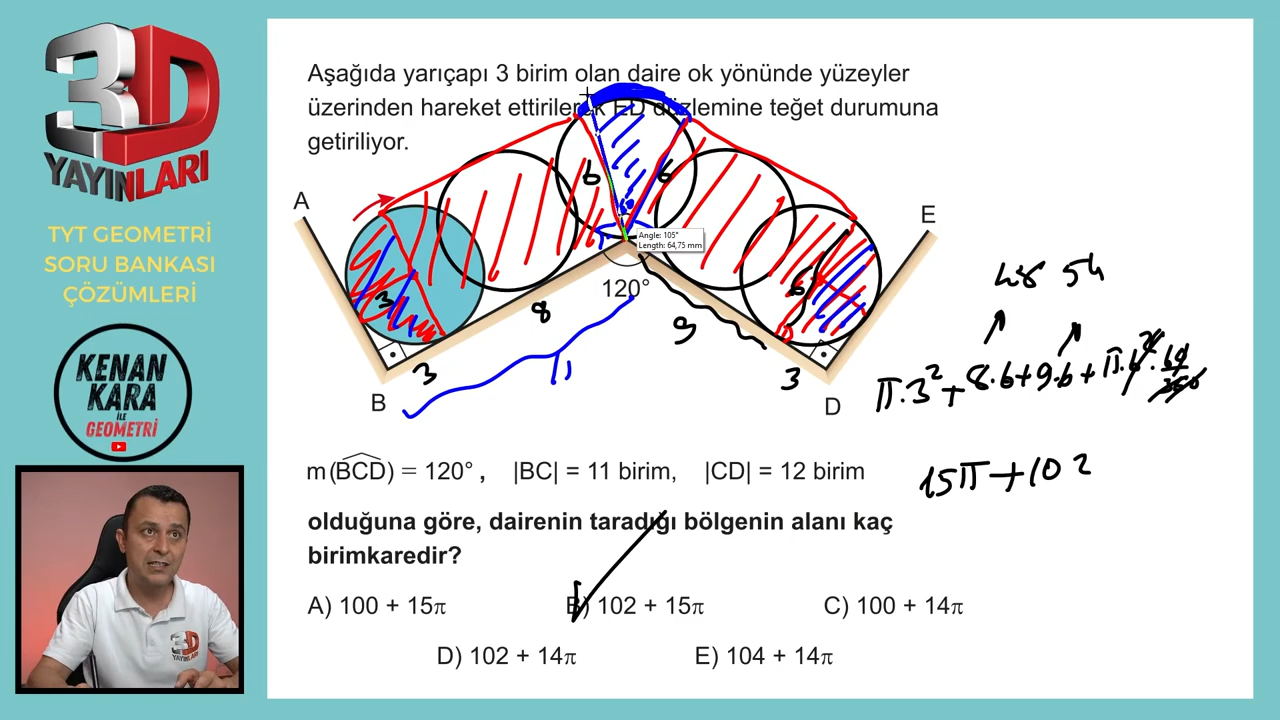 3D
YAYINLARI
TYT GEOMETRİ
SORU BANKASI
ÇÖZÜMLERİ
KENAN
KARA
İLE
GEOMETRİ
3D
YAYINLARI
Aşağıda yarıçapı 3 birim olan daire ok yönünde yüzeyler
üzerinden hareket ettirilerek ED düzlemine teğet durumuna
getiriliyor.
A
E
6
6
60
Angle: 105°
Length: 64,75 mm
120°
3
8
9
6
3
3
11
B
D
48 54
π.3²+8.6+9.6+π.6².
15π+102
m(BCD) = 120° , |BC| = 11 birim, |CD| = 12 birim
olduğuna göre, dairenin taradığı bölgenin alanı kaç
birimkaredir?
A) 100 + 15π B) 102 + 15π C) 100 + 14π
D) 102 + 14π E) 104 + 14π